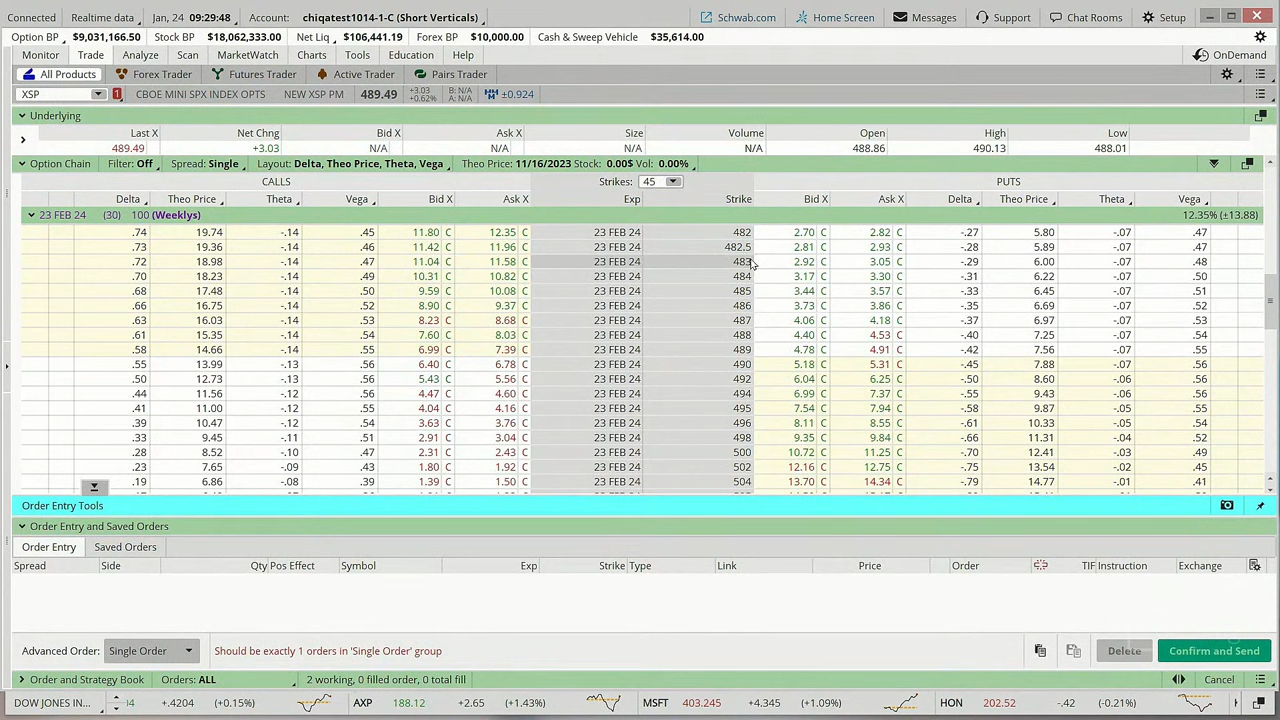 Connected Realtime data Jan, 24 09:29:48 Account: chiqatest1014-1-C (Short Verticals) Schwab.com Home Screen Messages Support Chat Rooms Setup
Option BP $9,031,166.50 Stock BP $18,062,333.00 Net Liq $106,441.19 Forex BP $10,000.00 Cash & Sweep Vehicle $35,614.00
Monitor Trade Analyze Scan MarketWatch Charts Tools Education Help OnDemand
All Products Forex Trader Futures Trader Active Trader Pairs Trader
XSP 1 CBOE MINI SPX INDEX OPTS NEW XSP PM 489.49 +3.03 +0.62% B: N/A A: N/A ±0.924
Underlying
Last X Net Chng Bid X Ask X Size Volume Open High Low
489.49 +3.03 N/A N/A N/A N/A 488.86 490.13 488.01
Option Chain Filter: Off Spread: Single Layout: Delta, Theo Price, Theta, Vega Theo Price: 11/16/2023 Stock: 0.00$ Vol: 0.00%
CALLS Strikes: 45 PUTS
Delta Theo Price Theta Vega Bid X Ask X Exp Strike Bid X Ask X Delta Theo Price Theta Vega
23 FEB 24 (30) 100 (Weeklys) 12.35% (±13.88)
.74 19.74 -.14 .45 11.80 12.35 23 FEB 24 482 2.70 C 2.82 C -.27 5.80 -.07 .47
.73 19.36 -.14 .46 11.42 C 11.96 C 23 FEB 24 482.5 2.81 C 2.93 C -.28 5.89 -.07 .47
.72 18.98 -.14 .47 11.04 C 11.58 C 23 FEB 24 483 2.92 C 3.05 C -.29 6.00 -.07 .48
.70 18.23 -.14 .49 10.31 C 10.82 C 23 FEB 24 484 3.17 C 3.30 C -.31 6.22 -.07 .50
.68 17.48 -.14 .50 9.59 C 10.08 C 23 FEB 24 485 3.44 C 3.57 C -.33 6.45 -.07 .51
.66 16.75 -.14 .52 8.90 C 9.37 C 23 FEB 24 486 3.73 C 3.86 C -.35 6.69 -.07 .52
.63 16.03 -.14 .53 8.23 C 8.68 C 23 FEB 24 487 4.06 C 4.18 C -.37 6.97 -.07 .53
.61 15.35 -.14 .54 7.60 C 8.03 C 23 FEB 24 488 4.40 C 4.53 C -.40 7.25 -.07 .54
.58 14.66 -.14 .55 6.99 C 7.39 C 23 FEB 24 489 4.78 C 4.91 C -.42 7.56 -.07 .55
.55 13.99 -.13 .56 6.40 C 6.78 C 23 FEB 24 490 5.18 C 5.31 C -.45 7.88 -.07 .56
.50 12.73 -.13 .56 5.43 C 5.56 C 23 FEB 24 492 6.04 C 6.25 C -.50 8.60 -.06 .56
.44 11.56 -.12 .56 4.47 C 4.60 C 23 FEB 24 494 6.99 C 7.37 C -.55 9.43 -.06 .56
.41 11.00 -.12 .55 4.04 C 4.16 C 23 FEB 24 495 7.54 C 7.94 C -.58 9.87 -.05 .55
.39 10.47 -.12 .54 3.63 C 3.76 C 23 FEB 24 496 8.11 C 8.55 C -.61 10.33 -.05 .54
.33 9.45 -.11 .51 2.91 C 3.04 C 23 FEB 24 498 9.35 C 9.84 C -.66 11.31 -.04 .52
.28 8.52 -.10 .47 2.31 C 2.43 C 23 FEB 24 500 10.72 C 11.25 C -.70 12.41 -.03 .49
.23 7.65 -.09 .43 1.80 C 1.92 C 23 FEB 24 502 12.16 C 12.75 C -.75 13.54 -.02 .45
.19 6.86 -.08 .39 1.39 C 1.50 C 23 FEB 24 504 13.70 C 14.34 C -.79 14.77 -.01 .41
Order Entry Tools
Order Entry and Saved Orders
Order Entry Saved Orders
Spread Side Qty Pos Effect Symbol Exp Strike Type Link Price Order TIF Instruction Exchange
Advanced Order: Single Order Should be exactly 1 orders in 'Single Order' group Delete Confirm and Send
Order and Strategy Book Orders: ALL 2 working, 0 filled order, 0 total fill Cancel
DOW JONES IN... +.4204 (+0.15%) AXP 188.12 +2.65 (+1.43%) MSFT 403.245 +4.345 (+1.09%) HON 202.52 -.42 (-0.21%)